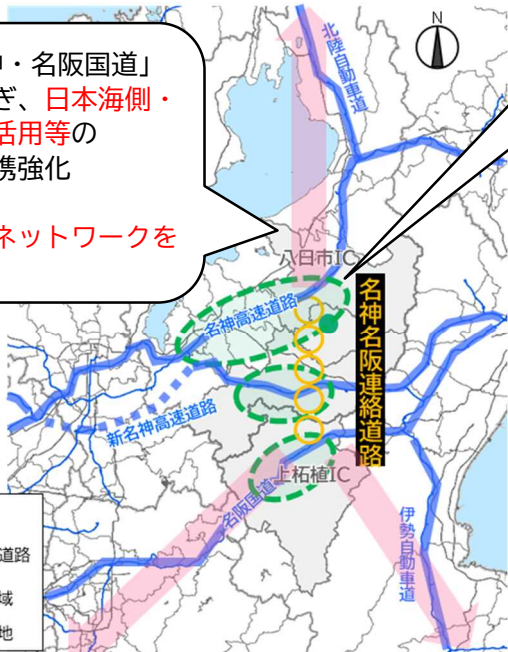 ・名阪国道」
ぎ、日本海側・
活用等の
携強化
ネットワークを
N
北陸自動車道
八日市IC
名神高速道路
名神名阪連絡道路
新名神高速道路
上柘植IC
名阪国道
伊勢自動車道
道路
域
地